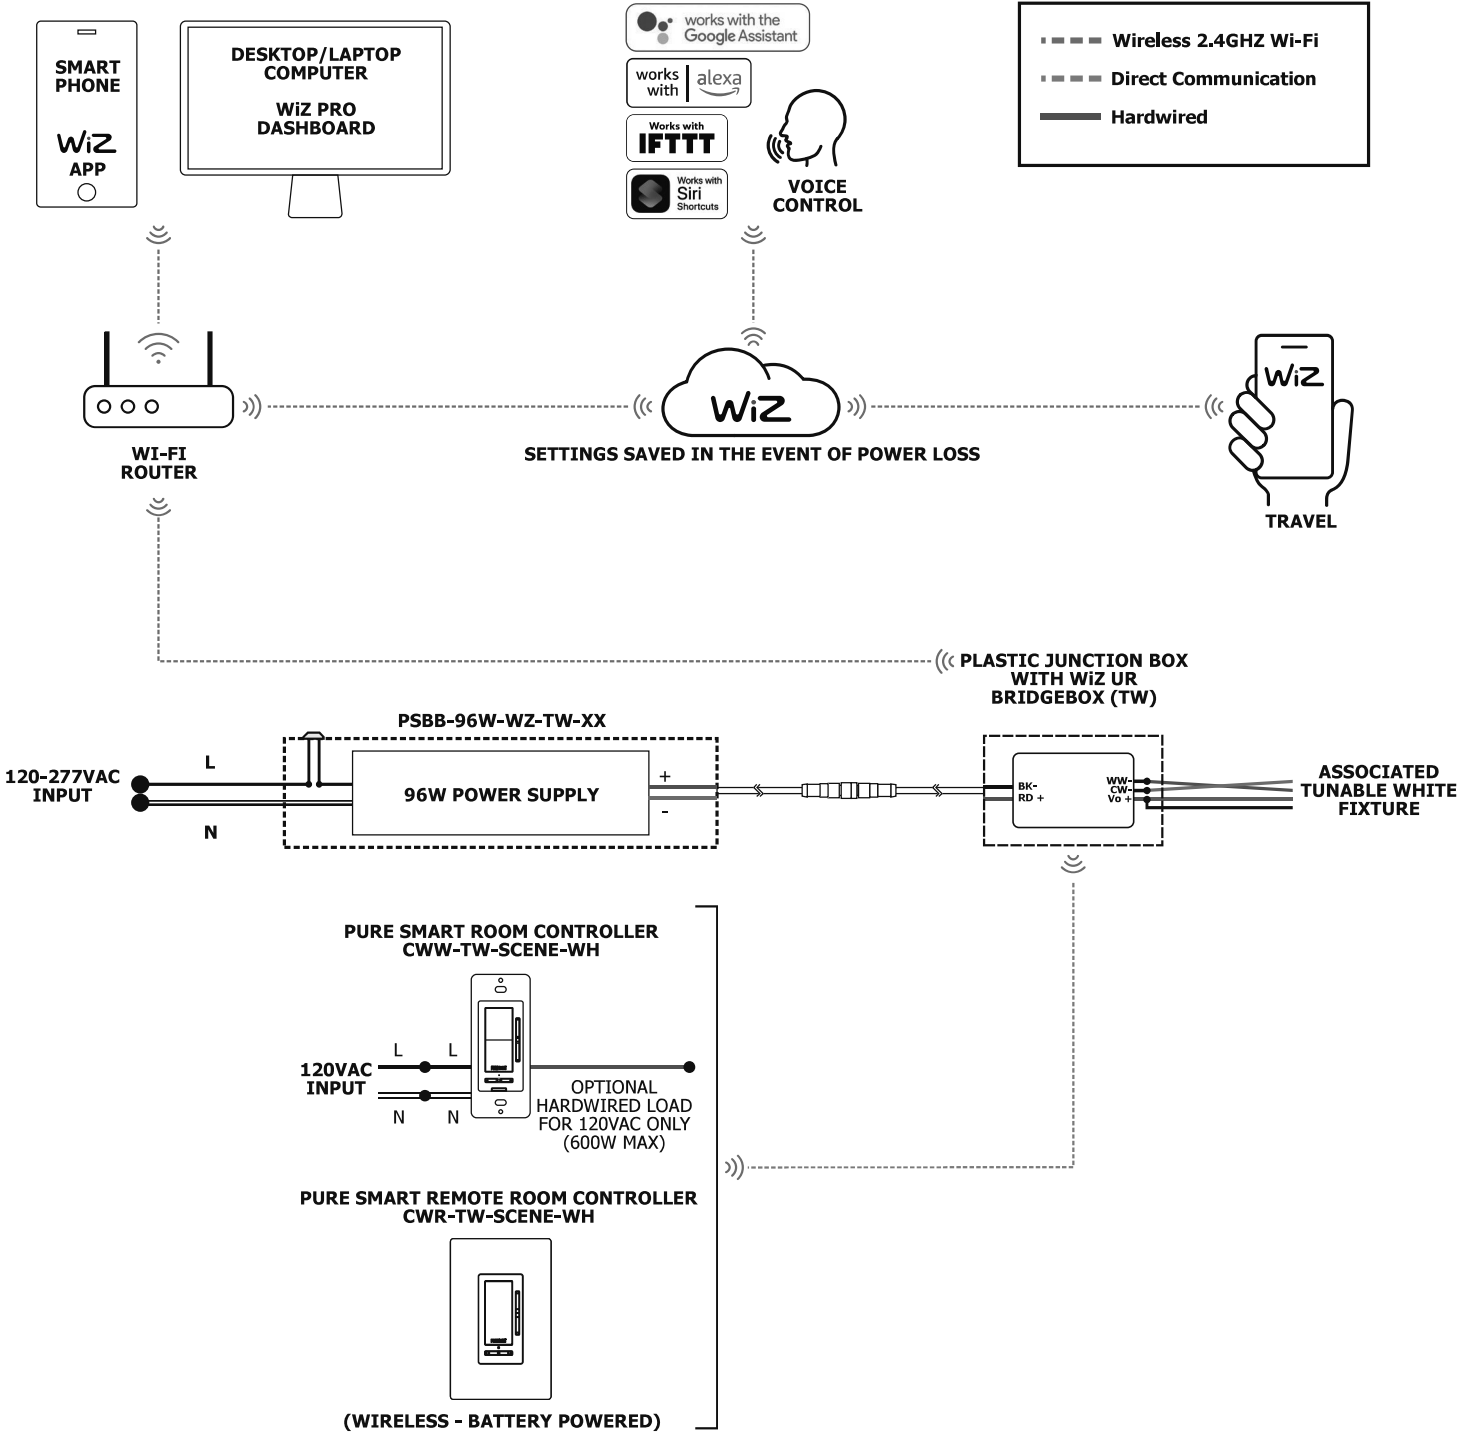 SMART
PHONE
WiZ
APP
DESKTOP/LAPTOP
COMPUTER
WiZ PRO
DASHBOARD
works with the
Google Assistant
works
with
alexa
Works with
IFTTT
Works with
Siri
Shortcuts
VOICE
CONTROL
Wireless 2.4GHZ Wi-Fi
Direct Communication
Hardwired
WI-FI
ROUTER
WiZ
SETTINGS SAVED IN THE EVENT OF POWER LOSS
WiZ
TRAVEL
PLASTIC JUNCTION BOX
WITH WiZ UR
BRIDGEBOX (TW)
PSBB-96W-WZ-TW-XX
120-277VAC
INPUT
L
N
96W POWER SUPPLY
+
-
BK-
RD +
WW-
CW-
Vo +
ASSOCIATED
TUNABLE WHITE
FIXTURE
PURE SMART ROOM CONTROLLER
CWW-TW-SCENE-WH
120VAC
INPUT
L L
N N
OPTIONAL
HARDWIRED LOAD
FOR 120VAC ONLY
(600W MAX)
PURE SMART REMOTE ROOM CONTROLLER
CWR-TW-SCENE-WH
(WIRELESS - BATTERY POWERED)